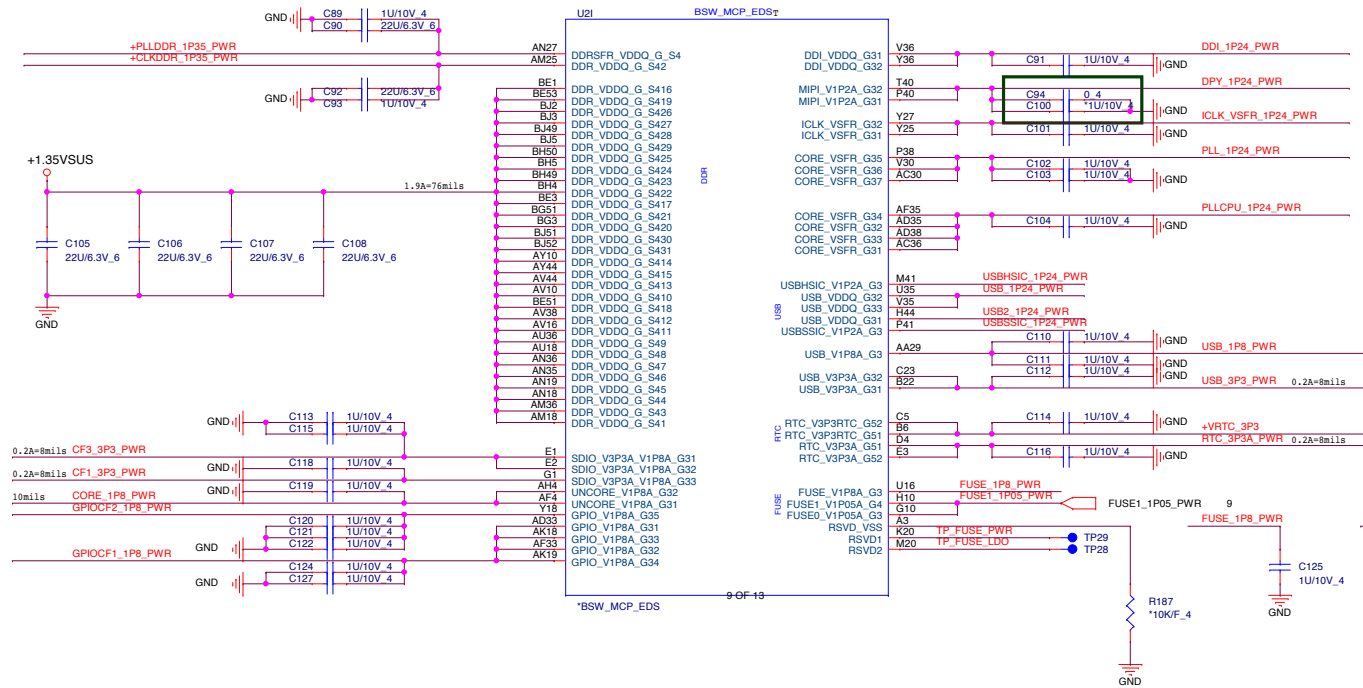 U2I
BSW_MCP_EDST
GND
C89
1U/10V_4
C90
22U/6.3V_6
+PLLDDR_1P35_PWR
+CLKDDR_1P35_PWR
GND
C92
22U/6.3V_6
C93
1U/10V_4
+1.35VSUS
1.9A=76mils
C105
22U/6.3V_6
C106
22U/6.3V_6
C107
22U/6.3V_6
C108
22U/6.3V_6
GND
AN27
DDRSFR_VDDQ_G_S4
AM25
DDR_VDDQ_G_S42
BE1
DDR_VDDQ_G_S416
BE53
DDR_VDDQ_G_S419
BJ2
DDR_VDDQ_G_S426
BJ3
DDR_VDDQ_G_S427
BJ49
DDR_VDDQ_G_S428
BJ5
DDR_VDDQ_G_S429
BH50
DDR_VDDQ_G_S425
BH5
DDR_VDDQ_G_S424
BH49
DDR_VDDQ_G_S423
BH4
DDR_VDDQ_G_S422
BE3
DDR_VDDQ_G_S417
BG51
DDR_VDDQ_G_S421
BG3
DDR_VDDQ_G_S420
BJ51
DDR_VDDQ_G_S430
BJ52
DDR_VDDQ_G_S431
AY10
DDR_VDDQ_G_S414
AY44
DDR_VDDQ_G_S415
AV44
DDR_VDDQ_G_S413
AV10
DDR_VDDQ_G_S410
BE51
DDR_VDDQ_G_S418
AV38
DDR_VDDQ_G_S412
AV16
DDR_VDDQ_G_S411
AU36
DDR_VDDQ_G_S49
AU18
DDR_VDDQ_G_S48
AN36
DDR_VDDQ_G_S47
AN35
DDR_VDDQ_G_S46
AN19
DDR_VDDQ_G_S45
AN18
DDR_VDDQ_G_S44
AM36
DDR_VDDQ_G_S43
AM18
DDR_VDDQ_G_S41
DDR
GND
C113
1U/10V_4
C115
1U/10V_4
0.2A=8mils
CF3_3P3_PWR
E1
SDIO_V3P3A_V1P8A_G31
E2
SDIO_V3P3A_V1P8A_G32
GND
C118
1U/10V_4
0.2A=8mils
CF1_3P3_PWR
G1
SDIO_V3P3A_V1P8A_G33
GND
C119
1U/10V_4
AH4
UNCORE_V1P8A_G32
10mils
CORE_1P8_PWR
AF4
UNCORE_V1P8A_G31
GPIOCF2_1P8_PWR
Y18
GPIO_V1P8A_G35
C120
1U/10V_4
AD33
GPIO_V1P8A_G31
C121
1U/10V_4
AK18
GPIO_V1P8A_G33
GND
C122
1U/10V_4
AF33
GPIO_V1P8A_G32
GPIOCF1_1P8_PWR
AK19
GPIO_V1P8A_G34
C124
1U/10V_4
GND
C127
1U/10V_4
*BSW_MCP_EDS
9 OF 13
DDI_VDDQ_G31
V36
DDI_1P24_PWR
DDI_VDDQ_G32
Y36
C91
1U/10V_4
GND
MIPI_V1P2A_G32
T40
DPY_1P24_PWR
MIPI_V1P2A_G31
P40
C94
0_4
C100
*1U/10V_4
GND
ICLK_VSFR_G32
Y27
ICLK_VSFR_1P24_PWR
ICLK_VSFR_G31
Y25
C101
1U/10V_4
GND
CORE_VSFR_G35
P38
PLL_1P24_PWR
CORE_VSFR_G36
V30
C102
1U/10V_4
CORE_VSFR_G37
AC30
C103
1U/10V_4
GND
CORE_VSFR_G34
AF35
PLLCPU_1P24_PWR
CORE_VSFR_G32
AD35
C104
1U/10V_4
GND
CORE_VSFR_G33
AD38
CORE_VSFR_G31
AC36
USB
USBHSIC_V1P2A_G3
M41
USBHSIC_1P24_PWR
USB_VDDQ_G32
U35
USB_1P24_PWR
USB_VDDQ_G33
V35
USB_VDDQ_G31
H44
USB2_1P24_PWR
USBSSIC_V1P2A_G3
P41
USBSSIC_1P24_PWR
C110
1U/10V_4
GND
USB_V1P8A_G3
AA29
USB_1P8_PWR
C111
1U/10V_4
GND
USB_V3P3A_G32
C23
C112
1U/10V_4
GND
USB_V3P3A_G31
B22
USB_3P3_PWR
0.2A=8mils
RTC
RTC_V3P3RTC_G52
C5
C114
1U/10V_4
GND
RTC_V3P3RTC_G51
B6
+VRTC_3P3
RTC_V3P3A_G51
D4
RTC_3P3A_PWR
0.2A=8mils
RTC_V3P3A_G52
E3
C116
1U/10V_4
GND
FUSE
FUSE_V1P8A_G3
U16
FUSE_1P8_PWR
FUSE1_V1P05A_G4
H10
FUSE1_1P05_PWR
FUSE1_1P05_PWR
9
FUSE0_V1P05A_G3
G10
RSVD_VSS
A3
RSVD1
K20
TP_FUSE_PWR
TP29
RSVD2
M20
TP_FUSE_LDO
TP28
FUSE_1P8_PWR
C125
1U/10V_4
GND
R187
*10K/F_4
GND